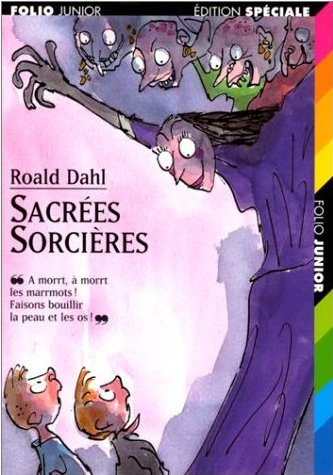 FOLIO JUNIOR
ÉDITION SPÉCIALE
Roald Dahl
SACRÉES
SORCIÈRES
❝ A morrt, à morrt
les marrmots !
Faisons bouillir
la peau et les os ! ❞
FOLIO JUNIOR